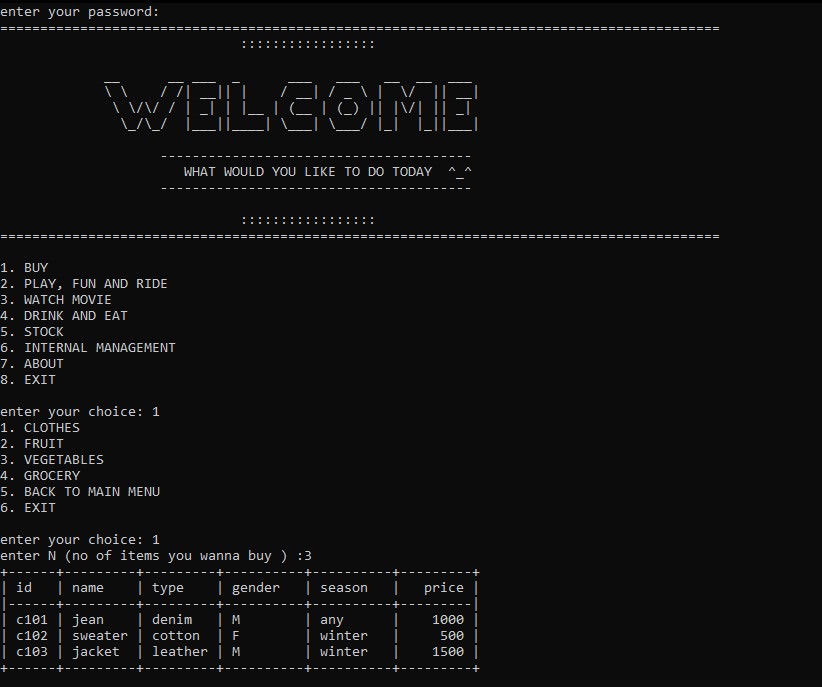 enter your password:
WELCOME
WHAT WOULD YOU LIKE TO DO TODAY ^_^
1. BUY
2. PLAY, FUN AND RIDE
3. WATCH MOVIE
4. DRINK AND EAT
5. STOCK
6. INTERNAL MANAGEMENT
7. ABOUT
8. EXIT
enter your choice: 1
1. CLOTHES
2. FRUIT
3. VEGETABLES
4. GROCERY
5. BACK TO MAIN MENU
6. EXIT
enter your choice: 1
enter N (no of items you wanna buy ) :3
| id | name | type | gender | season | price |
| c101 | jean | denim | M | any | 1000 |
| c102 | sweater | cotton | F | winter | 500 |
| c103 | jacket | leather | M | winter | 1500 |